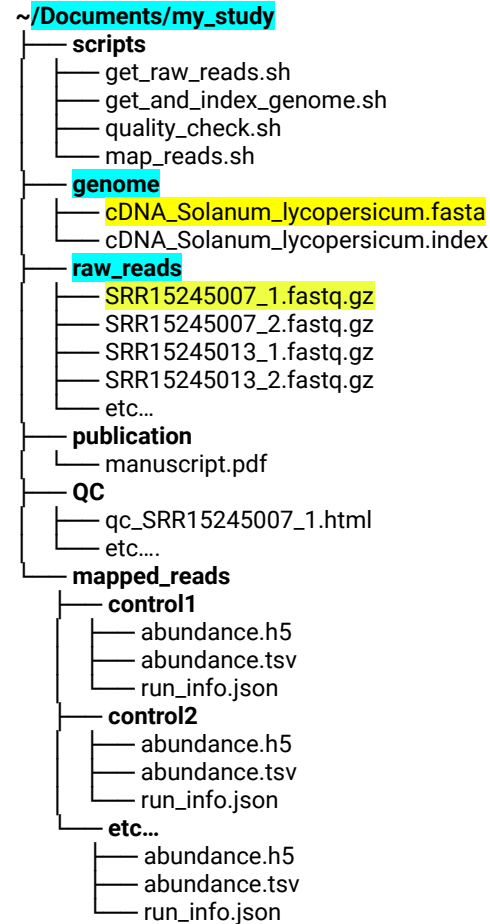 ~/Documents/my_study
scripts
get_raw_reads.sh
get_and_index_genome.sh
quality_check.sh
map_reads.sh
genome
cDNA_Solanum_lycopersicum.fasta
cDNA_Solanum_lycopersicum.index
raw_reads
SRR15245007_1.fastq.gz
SRR15245007_2.fastq.gz
SRR15245013_1.fastq.gz
SRR15245013_2.fastq.gz
etc…
publication
manuscript.pdf
QC
qc_SRR15245007_1.html
etc….
mapped_reads
control1
abundance.h5
abundance.tsv
run_info.json
control2
abundance.h5
abundance.tsv
run_info.json
etc…
abundance.h5
abundance.tsv
run_info.json